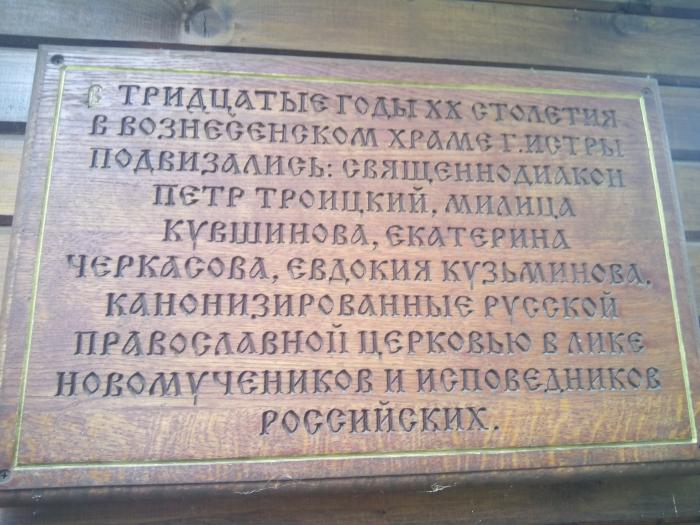 В ТРИДЦАТЫЕ ГОДЫ XX СТОЛЕТИЯ
В ВОЗНЕСЕНСКОМ ХРАМЕ Г. ИСТРЫ
ПОДВИЗАЛИСЬ: СВЯЩЕННОДИАКОН
ПЕТР ТРОИЦКИЙ, МИЛИЦА
КУВШИНОВА, ЕКАТЕРИНА
ЧЕРКАСОВА, ЕВДОКИЯ КУЗЬМИНОВА,
КАНОНИЗИРОВАННЫЕ РУССКОЙ
ПРАВОСЛАВНОЙ ЦЕРКОВЬЮ В ЛИКЕ
НОВОМУЧЕНИКОВ И ИСПОВЕДНИКОВ
РОССИЙСКИХ.